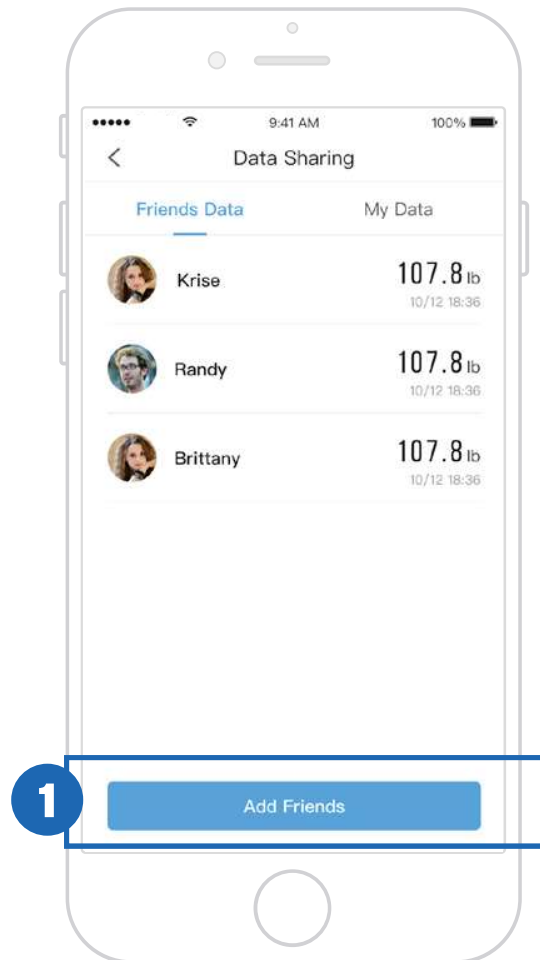 9:41 AM 100%
Data Sharing
Friends Data My Data
Krise 107.8 lb
10/12 18:36
Randy 107.8 lb
10/12 18:36
Brittany 107.8 lb
10/12 18:36
1 Add Friends